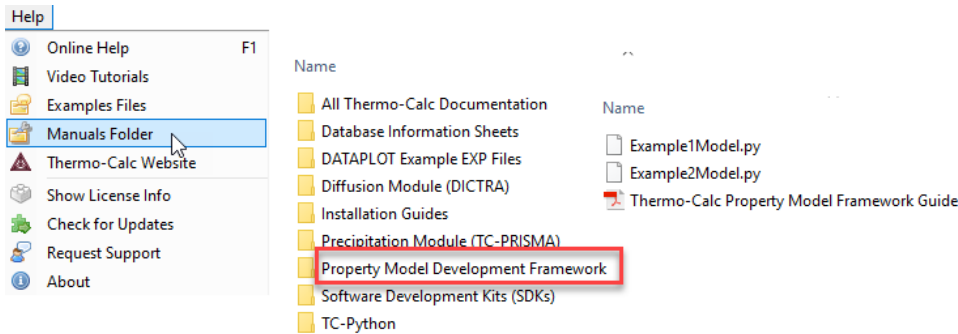 Help
Online Help F1
Video Tutorials
Examples Files
Manuals Folder
Thermo-Calc Website
Show License Info
Check for Updates
Request Support
About
Name
All Thermo-Calc Documentation
Database Information Sheets
DATAPLOT Example EXP Files
Diffusion Module (DICTRA)
Installation Guides
Precipitation Module (TC-PRISMA)
Property Model Development Framework
Software Development Kits (SDKs)
TC-Python
Name
Example1Model.py
Example2Model.py
Thermo-Calc Property Model Framework Guide